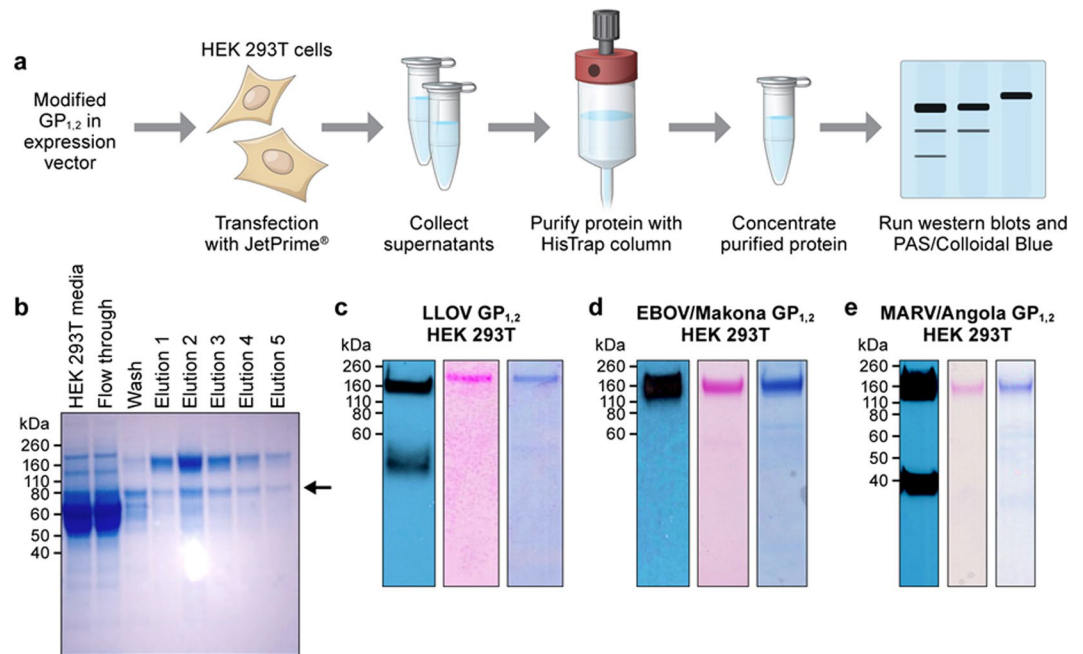 a
HEK 293T cells
Modified
GP1,2 in
expression
vector
Transfection
with JetPrime®
Collect
supernatants
Purify protein with
HisTrap column
Concentrate
purified protein
Run western blots and
PAS/Colloidal Blue
b
HEK 293T media
Flow through
Wash
Elution 1
Elution 2
Elution 3
Elution 4
Elution 5
kDa
260
160
110
80
60
50
40
c
LLOV GP1,2
HEK 293T
kDa
260
160
110
80
60
d
EBOV/Makona GP1,2
HEK 293T
kDa
260
160
110
80
60
e
MARV/Angola GP1,2
HEK 293T
kDa
260
160
110
80
60
50
40